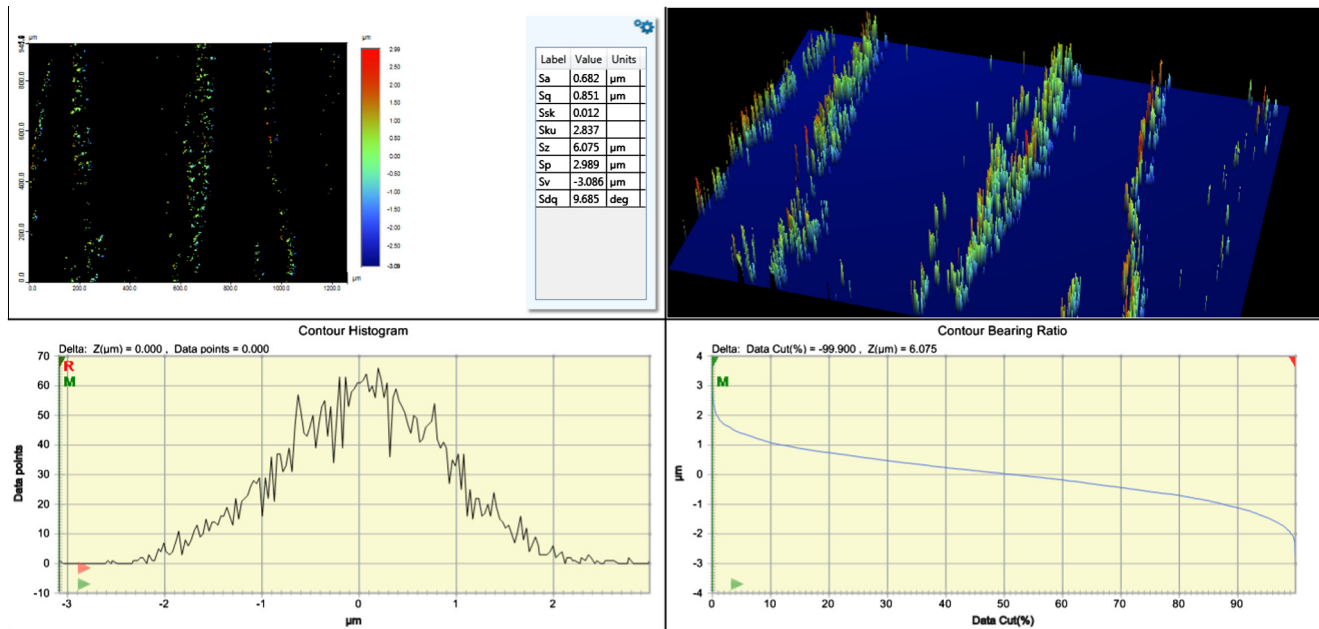 µm
µm
800.0
600.0
400.0
200.0
0.0
0.0
200.0
400.0
600.0
800.0
1000.0
1200.0
µm
2.99
2.50
2.00
1.50
1.00
0.50
0.00
-0.50
-1.00
-1.50
-2.00
-2.50
-3.09
Label Value Units
Sa 0.682 µm
Sq 0.851 µm
Ssk 0.012
Sku 2.837
Sz 6.075 µm
Sp 2.989 µm
Sv -3.086 µm
Sdq 9.685 deg
Contour Histogram
Delta: Z(µm) = 0.000 , Data points = 0.000
R
M
Data points
70
60
50
40
30
20
10
0
-10
-3
-2
-1
0
1
2
µm
Contour Bearing Ratio
Delta: Data Cut(%) = -99.900 , Z(µm) = 6.075
M
µm
4
3
2
1
0
-1
-2
-3
-4
0
10
20
30
40
50
60
70
80
90
Data Cut(%)